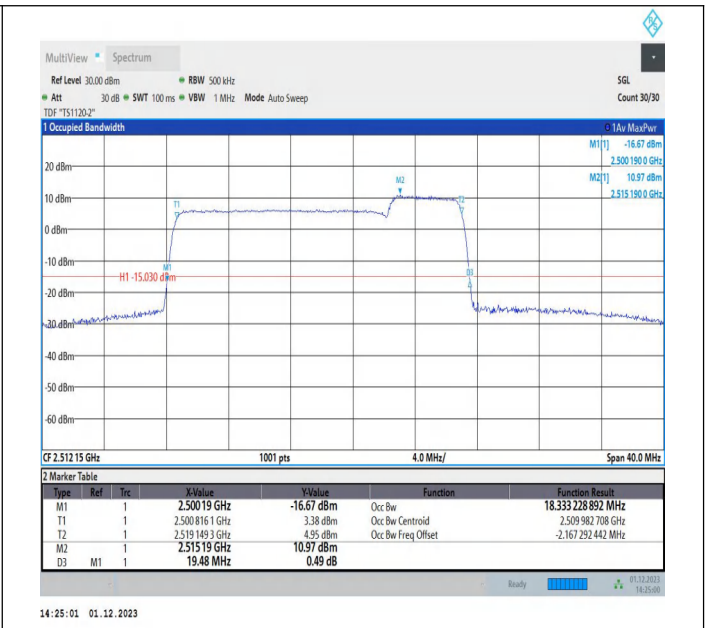 R S
MultiView Spectrum
Ref Level 30.00 dBm RBW 500 kHz SGL
Att 30 dB SWT 100 ms VBW 1 MHz Mode Auto Sweep Count 30/30
TDF "TS1120-2"
1 Occupied Bandwidth 1Av MaxPwr
M1[1] -16.67 dBm
2.500 190 0 GHz
20 dBm M2[1] 10.97 dBm
2.515 190 0 GHz
M2
10 dBm T1 T2
0 dBm
-10 dBm
M1 D3
H1 -15.030 dBm
-20 dBm
-30 dBm
-40 dBm
-50 dBm
-60 dBm
CF 2.512 15 GHz 1001 pts 4.0 MHz/ Span 40.0 MHz
2 Marker Table
Type Ref Trc X-Value Y-Value Function Function Result
M1 1 2.500 19 GHz -16.67 dBm Occ Bw 18.333 228 892 MHz
T1 1 2.500 816 1 GHz 3.38 dBm Occ Bw Centroid 2.509 982 708 GHz
T2 1 2.519 149 3 GHz 4.95 dBm Occ Bw Freq Offset -2.167 292 442 MHz
M2 1 2.515 19 GHz 10.97 dBm
D3 M1 1 19.48 MHz 0.49 dB
Ready 01.12.2023
14:25:00
14:25:01 01.12.2023